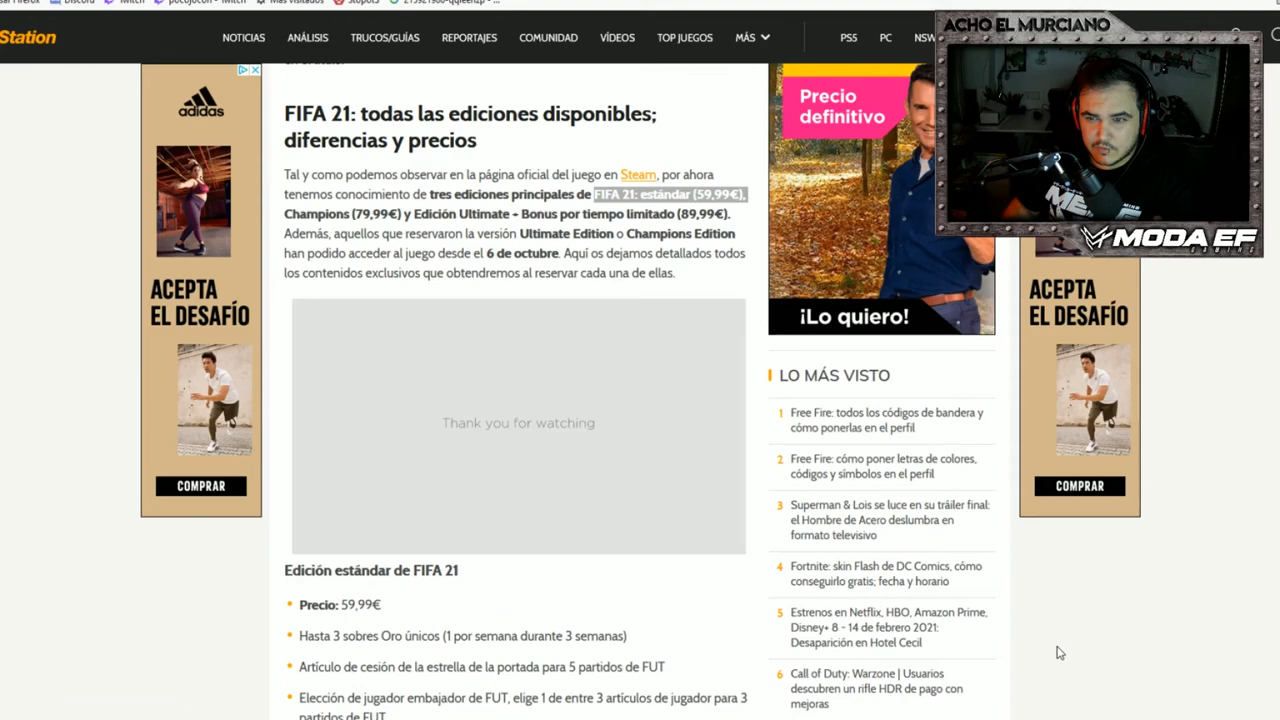 Discord
Twitch
pocojocon - Twitch
Más visitados
Station
NOTICIAS
ANÁLISIS
TRUCOS/GUÍAS
REPORTAJES
COMUNIDAD
VÍDEOS
TOP JUEGOS
MÁS
PS5
PC
NSW
ACHO EL MURCIANO
MODA EF
GAMING
adidas
ACEPTA
EL DESAFÍO
COMPRAR
FIFA 21: todas las ediciones disponibles;
diferencias y precios
Tal y como podemos observar en la página oficial del juego en Steam, por ahora
tenemos conocimiento de tres ediciones principales de FIFA 21: estándar (59,99€),
Champions (79,99€) y Edición Ultimate + Bonus por tiempo limitado (89,99€).
Además, aquellos que reservaron la versión Ultimate Edition o Champions Edition
han podido acceder al juego desde el 6 de octubre. Aquí os dejamos detallados todos
los contenidos exclusivos que obtendremos al reservar cada una de ellas.
Thank you for watching
Edición estándar de FIFA 21
Precio: 59,99€
Hasta 3 sobres Oro únicos (1 por semana durante 3 semanas)
Artículo de cesión de la estrella de la portada para 5 partidos de FUT
Elección de jugador embajador de FUT, elige 1 de entre 3 artículos de jugador para 3
partidos de FUT
Precio
definitivo
¡Lo quiero!
LO MÁS VISTO
1 Free Fire: todos los códigos de bandera y
cómo ponerlas en el perfil
2 Free Fire: cómo poner letras de colores,
códigos y símbolos en el perfil
3 Superman & Lois se luce en su tráiler final:
el Hombre de Acero deslumbra en
formato televisivo
4 Fortnite: skin Flash de DC Comics, cómo
conseguirlo gratis; fecha y horario
5 Estrenos en Netflix, HBO, Amazon Prime,
Disney+ 8 - 14 de febrero 2021:
Desaparición en Hotel Cecil
6 Call of Duty: Warzone | Usuarios
descubren un rifle HDR de pago con
mejoras
ACEPTA
EL DESAFÍO
COMPRAR